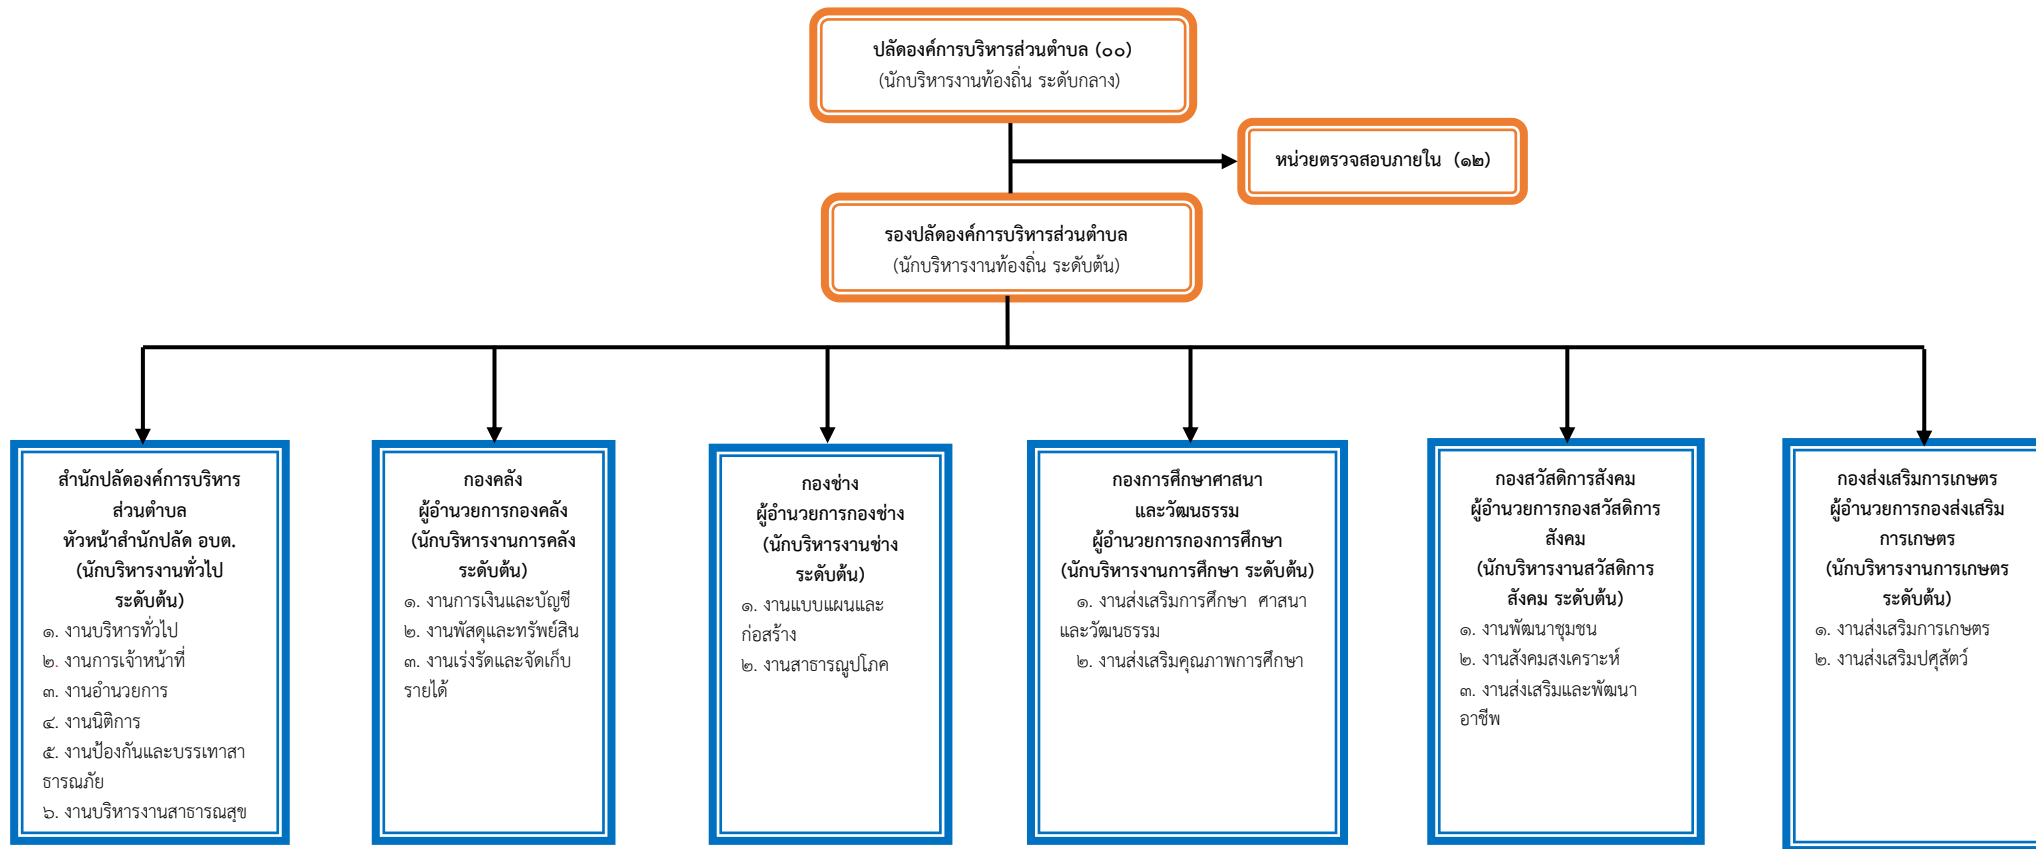 ปลัดองค์การบริหารส่วนตำบล (๐๐)
(นักบริหารงานท้องถิ่น ระดับกลาง)
หน่วยตรวจสอบภายใน (๑๒)
รองปลัดองค์การบริหารส่วนตำบล
(นักบริหารงานท้องถิ่น ระดับต้น)
สำนักปลัดองค์การบริหาร
ส่วนตำบล
หัวหน้าสำนักปลัด อบต.
(นักบริหารงานทั่วไป
ระดับต้น)
๑. งานบริหารทั่วไป
๒. งานการเจ้าหน้าที่
๓. งานอำนวยการ
๔. งานนิติการ
๕. งานป้องกันและบรรเทาสา
ธารณภัย
๖. งานบริหารงานสาธารณสุข
กองคลัง
ผู้อำนวยการกองคลัง
(นักบริหารงานการคลัง
ระดับต้น)
๑. งานการเงินและบัญชี
๒. งานพัสดุและทรัพย์สิน
๓. งานเร่งรัดและจัดเก็บ
รายได้
กองช่าง
ผู้อำนวยการกองช่าง
(นักบริหารงานช่าง
ระดับต้น)
๑. งานแบบแผนและ
ก่อสร้าง
๒. งานสาธารณูปโภค
กองการศึกษาศาสนา
และวัฒนธรรม
ผู้อำนวยการกองการศึกษา
(นักบริหารงานการศึกษา ระดับต้น)
๑. งานส่งเสริมการศึกษา ศาสนา
และวัฒนธรรม
๒. งานส่งเสริมคุณภาพการศึกษา
กองสวัสดิการสังคม
ผู้อำนวยการกองสวัสดิการ
สังคม
(นักบริหารงานสวัสดิการ
สังคม ระดับต้น)
๑. งานพัฒนาชุมชน
๒. งานสังคมสงเคราะห์
๓. งานส่งเสริมและพัฒนา
อาชีพ
กองส่งเสริมการเกษตร
ผู้อำนวยการกองส่งเสริม
การเกษตร
(นักบริหารงานการเกษตร
ระดับต้น)
๑. งานส่งเสริมการเกษตร
๒. งานส่งเสริมปศุสัตว์